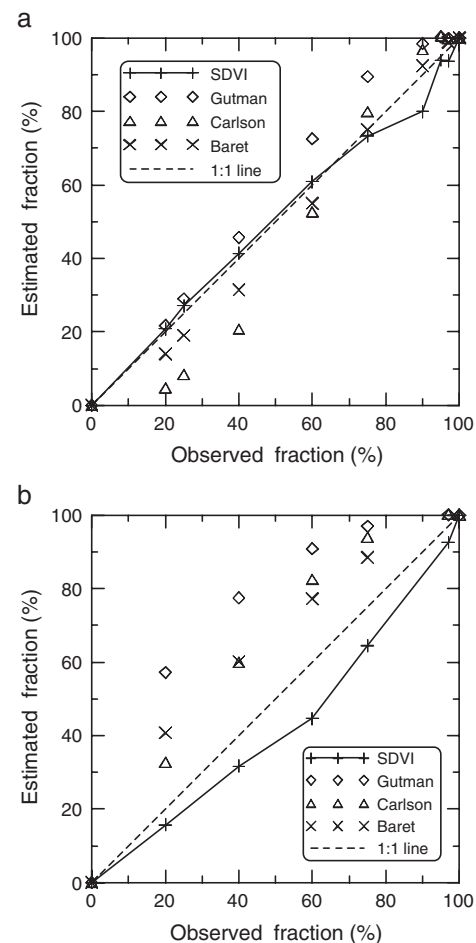 a
100
80
60
40
20
0
Estimated fraction (%)
SDVI
Gutman
Carlson
Baret
1:1 line
0 20 40 60 80 100
Observed fraction (%)
b
100
80
60
40
20
0
Estimated fraction (%)
SDVI
Gutman
Carlson
Baret
1:1 line
0 20 40 60 80 100
Observed fraction (%)